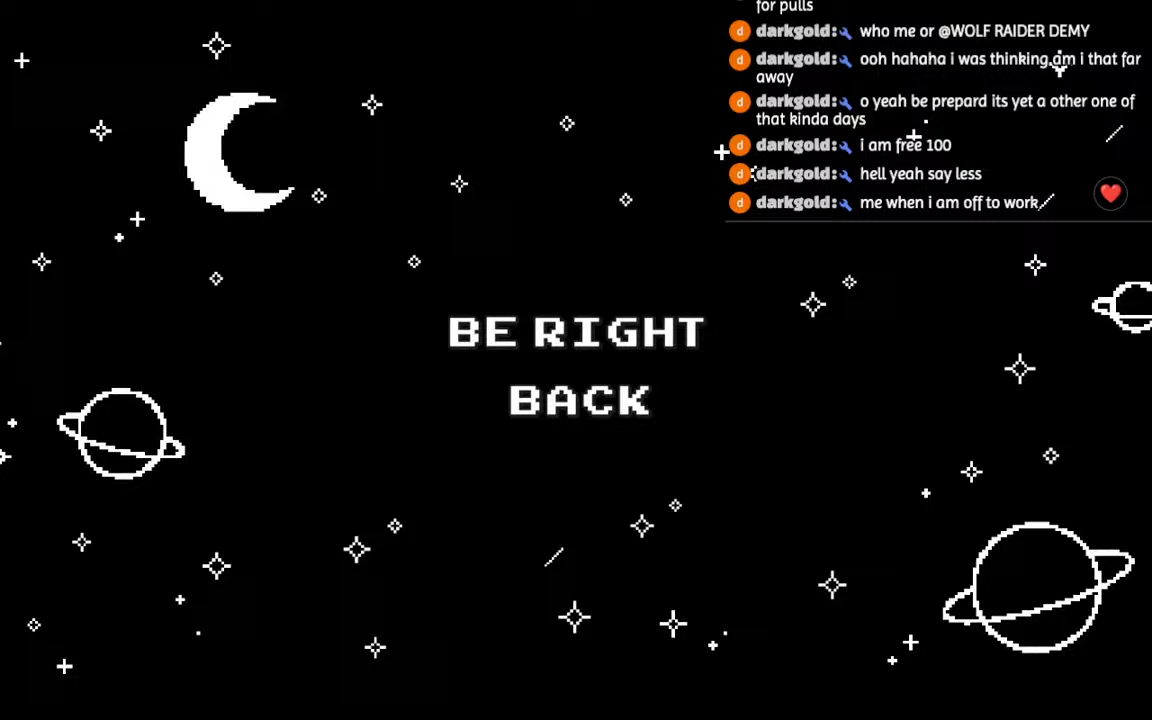 for pulls
d darkgold: who me or @WOLF RAIDER DEMY
d darkgold: ooh hahaha i was thinking am i that far
away
d darkgold: o yeah be prepard its yet a other one of
that kinda days
d darkgold: i am free 100
d darkgold: hell yeah say less
d darkgold: me when i am off to work
BE RIGHT
BACK